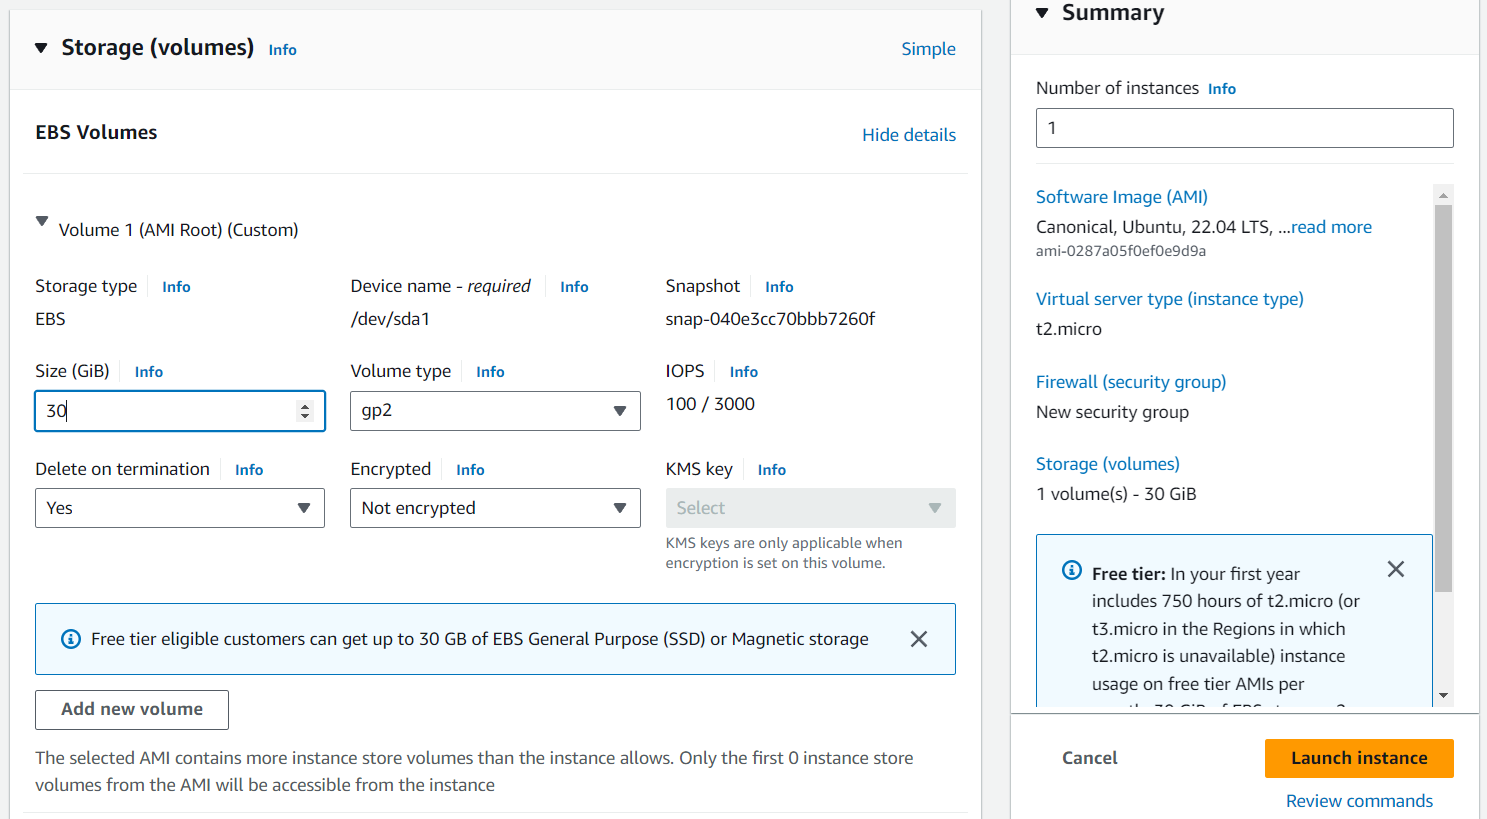 Storage (volumes) Info
Simple
EBS Volumes
Hide details
Volume 1 (AMI Root) (Custom)
Storage type Info
Device name - required Info
Snapshot Info
EBS
/dev/sda1
snap-040e3cc70bbb7260f
Size (GiB) Info
Volume type Info
IOPS Info
30
gp2
100 / 3000
Delete on termination Info
Encrypted Info
KMS key Info
Yes
Not encrypted
Select
KMS keys are only applicable when
encryption is set on this volume.
Free tier eligible customers can get up to 30 GB of EBS General Purpose (SSD) or Magnetic storage
Add new volume
The selected AMI contains more instance store volumes than the instance allows. Only the first 0 instance store
volumes from the AMI will be accessible from the instance
Summary
Number of instances Info
1
Software Image (AMI)
Canonical, Ubuntu, 22.04 LTS, ...read more
ami-0287a05f0ef0e9d9a
Virtual server type (instance type)
t2.micro
Firewall (security group)
New security group
Storage (volumes)
1 volume(s) - 30 GiB
Free tier: In your first year
includes 750 hours of t2.micro (or
t3.micro in the Regions in which
t2.micro is unavailable) instance
usage on free tier AMIs per
Cancel
Launch instance
Review commands